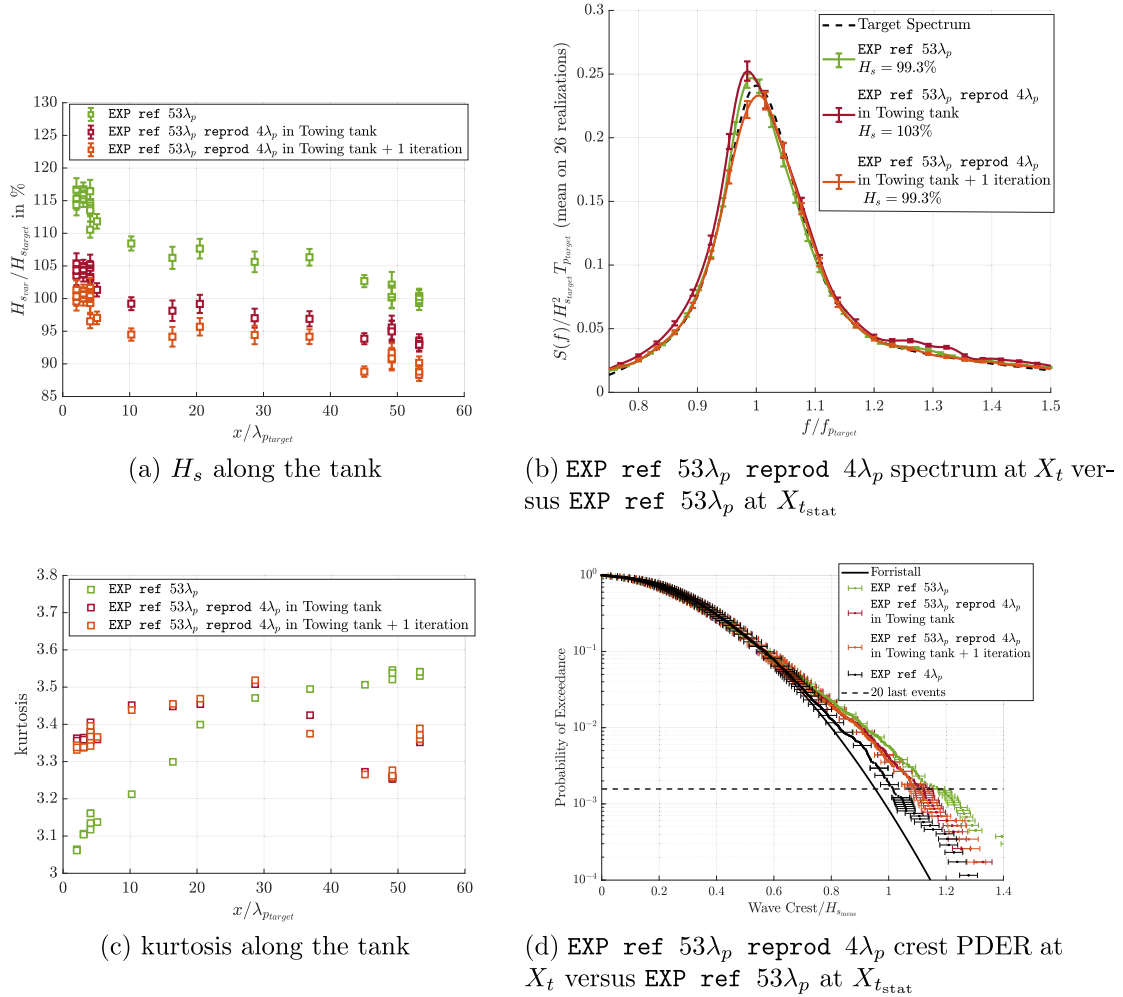 130
125
120
115
110
105
100
95
90
85
0
10
20
30
40
50
60
H_{s_{var}}/H_{s_{target}} in %
x/λ_{p_{target}}
EXP ref 53λ_p
EXP ref 53λ_p reprod 4λ_p in Towing tank
EXP ref 53λ_p reprod 4λ_p in Towing tank + 1 iteration
(a) H_s along the tank
0.3
0.25
0.2
0.15
0.1
0.05
0
0.8
0.9
1
1.1
1.2
1.3
1.4
1.5
S(f)/H²_{s_{target}}T_{p_{target}} (mean on 26 realizations)
f/f_{p_{target}}
Target Spectrum
EXP ref 53λ_p
H_s = 99.3%
EXP ref 53λ_p reprod 4λ_p
in Towing tank
H_s = 103%
EXP ref 53λ_p reprod 4λ_p
in Towing tank + 1 iteration
H_s = 99.3%
(b) EXP ref 53λ_p reprod 4λ_p spectrum at X_t ver-
sus EXP ref 53λ_p at X_{t_{stat}}
3.8
3.7
3.6
3.5
3.4
3.3
3.2
3.1
3
0
10
20
30
40
50
60
kurtosis
x/λ_{p_{target}}
EXP ref 53λ_p
EXP ref 53λ_p reprod 4λ_p in Towing tank
EXP ref 53λ_p reprod 4λ_p in Towing tank + 1 iteration
(c) kurtosis along the tank
10⁰
10⁻¹
10⁻²
10⁻³
10⁻⁴
0
0.2
0.4
0.6
0.8
1
1.2
1.4
Probability of Exceedance
Wave Crest/H_{s_{mess}}
Forristall
EXP ref 53λ_p
EXP ref 53λ_p reprod 4λ_p
in Towing tank
EXP ref 53λ_p reprod 4λ_p
in Towing tank + 1 iteration
EXP ref 4λ_p
20 last events
(d) EXP ref 53λ_p reprod 4λ_p crest PDER at
X_t versus EXP ref 53λ_p at X_{t_{stat}}